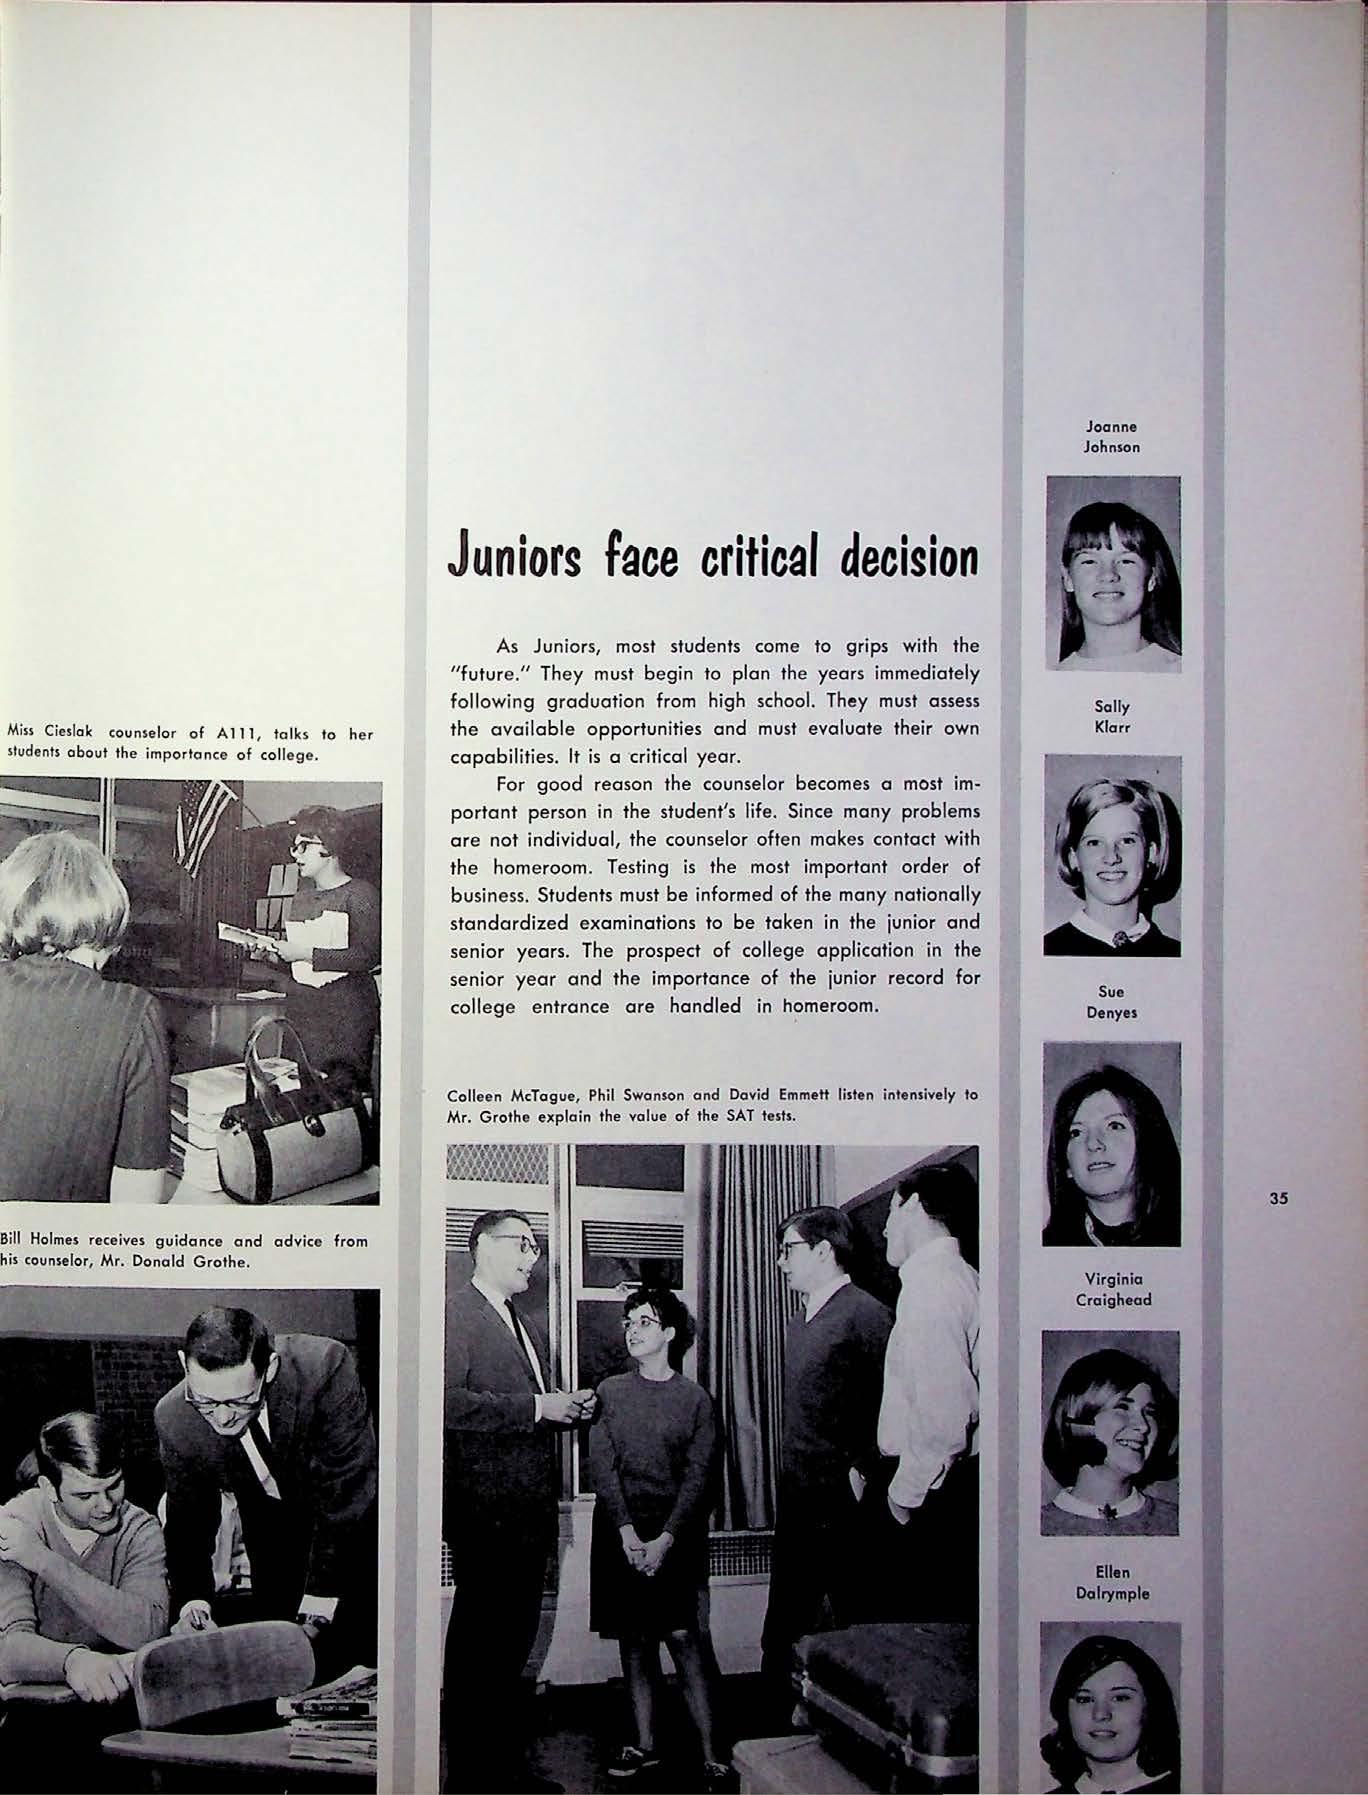 Miss Cieslak counselor of A111, talks to her
students about the importance of college.
Bill Holmes receives guidance and advice from
his counselor, Mr. Donald Grothe.
Juniors face critical decision
As Juniors, most students come to grips with the
"future." They must begin to plan the years immediately
following graduation from high school. They must assess
the available opportunities and must evaluate their own
capabilities. It is a critical year.
For good reason the counselor becomes a most im-
portant person in the student's life. Since many problems
are not individual, the counselor often makes contact with
the homeroom. Testing is the most important order of
business. Students must be informed of the many nationally
standardized examinations to be taken in the junior and
senior years. The prospect of college application in the
senior year and the importance of the junior record for
college entrance are handled in homeroom.
Colleen McTague, Phil Swanson and David Emmett listen intensively to
Mr. Grothe explain the value of the SAT tests.
Joanne
Johnson
Sally
Klarr
Sue
Denyes
Virginia
Craighead
Ellen
Dalrymple
35